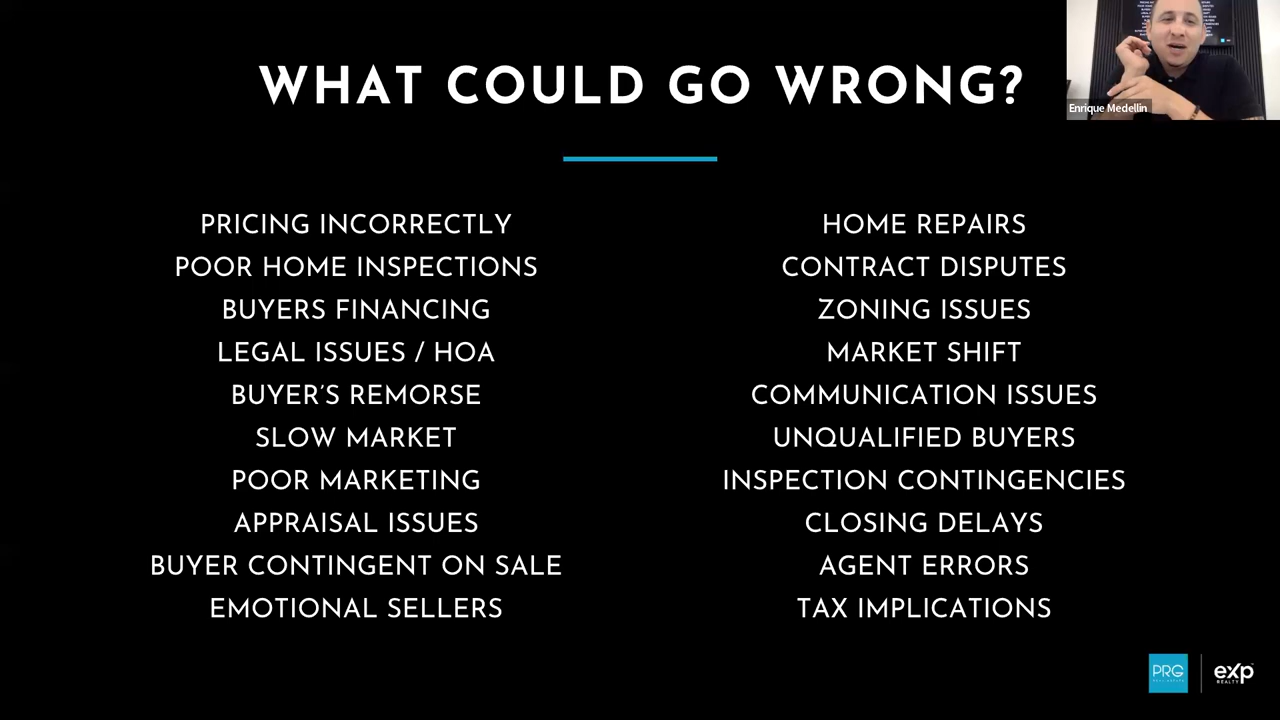 WHAT COULD GO WRONG?
Enrique Medellin
PRICING INCORRECTLY
POOR HOME INSPECTIONS
BUYERS FINANCING
LEGAL ISSUES / HOA
BUYER'S REMORSE
SLOW MARKET
POOR MARKETING
APPRAISAL ISSUES
BUYER CONTINGENT ON SALE
EMOTIONAL SELLERS
HOME REPAIRS
CONTRACT DISPUTES
ZONING ISSUES
MARKET SHIFT
COMMUNICATION ISSUES
UNQUALIFIED BUYERS
INSPECTION CONTINGENCIES
CLOSING DELAYS
AGENT ERRORS
TAX IMPLICATIONS
PRG
exp
REALTY